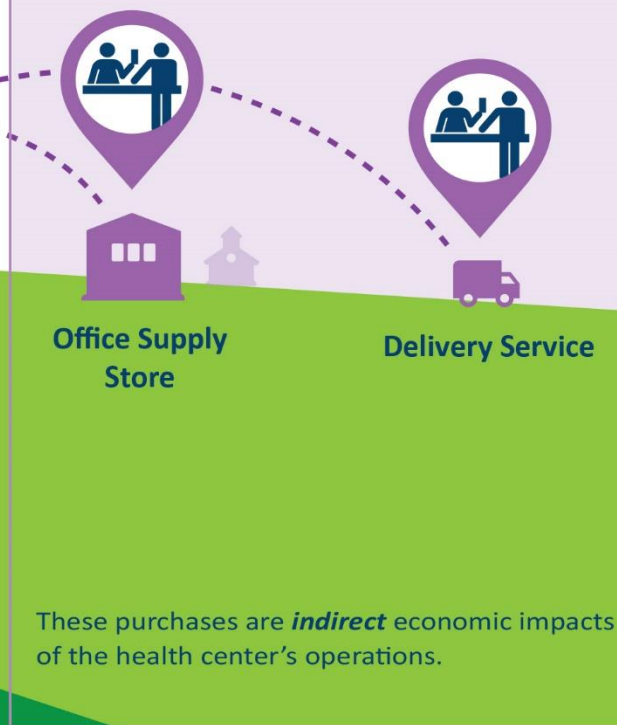 Office Supply
Store
Delivery Service
These purchases are indirect economic impacts
of the health center’s operations.